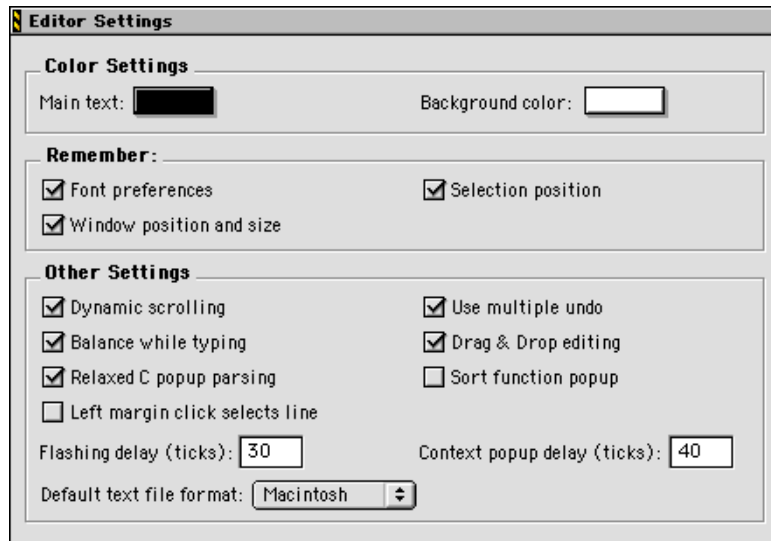 Editor Settings
Color Settings
Main text: Background color:
Remember:
Font preferences Selection position
Window position and size
Other Settings
Dynamic scrolling Use multiple undo
Balance while typing Drag & Drop editing
Relaxed C popup parsing Sort function popup
Left margin click selects line
Flashing delay (ticks): 30 Context popup delay (ticks): 40
Default text file format: Macintosh